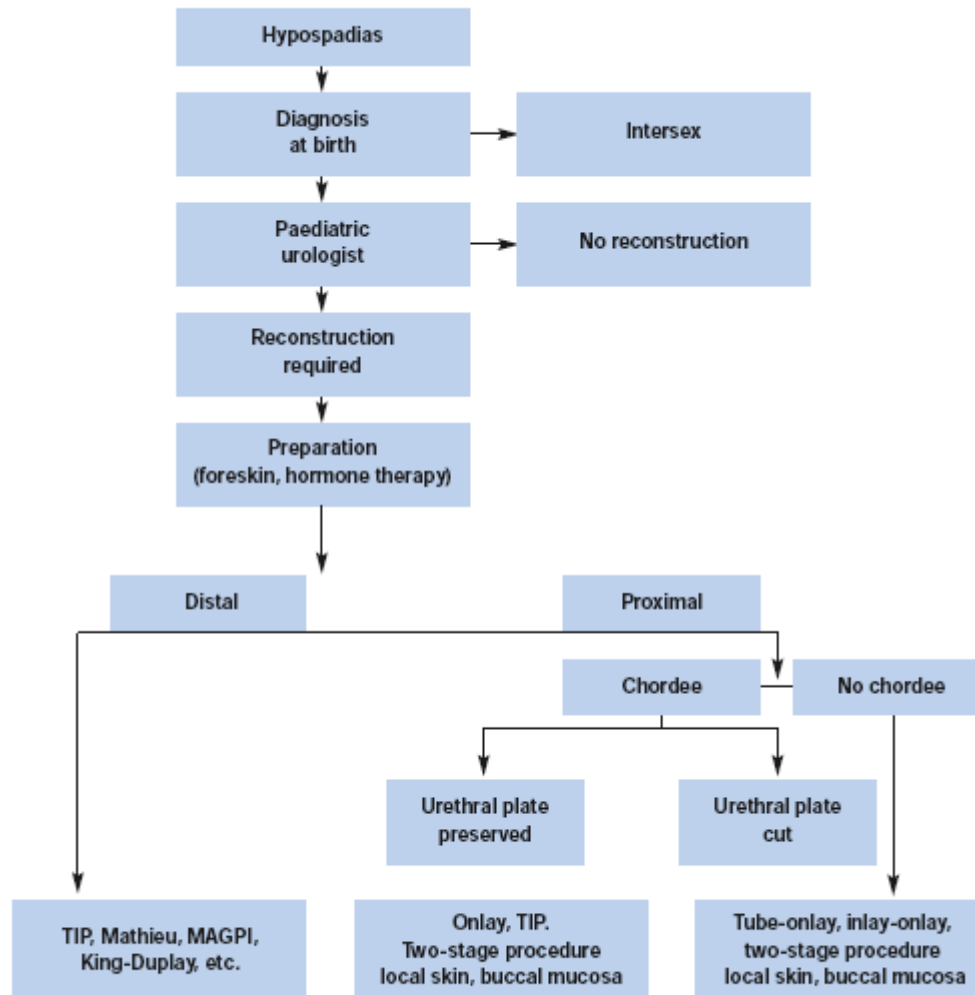 Hypospadias
Diagnosis
at birth
Intersex
Paediatric
urologist
No reconstruction
Reconstruction
required
Preparation
(foreskin, hormone therapy)
Distal
Proximal
Chordee
No chordee
Urethral plate
preserved
Urethral plate
cut
TIP, Mathieu, MAGPI,
King-Duplay, etc.
Onlay, TIP.
Two-stage procedure
local skin, buccal mucosa
Tube-onlay, inlay-onlay,
two-stage procedure
local skin, buccal mucosa